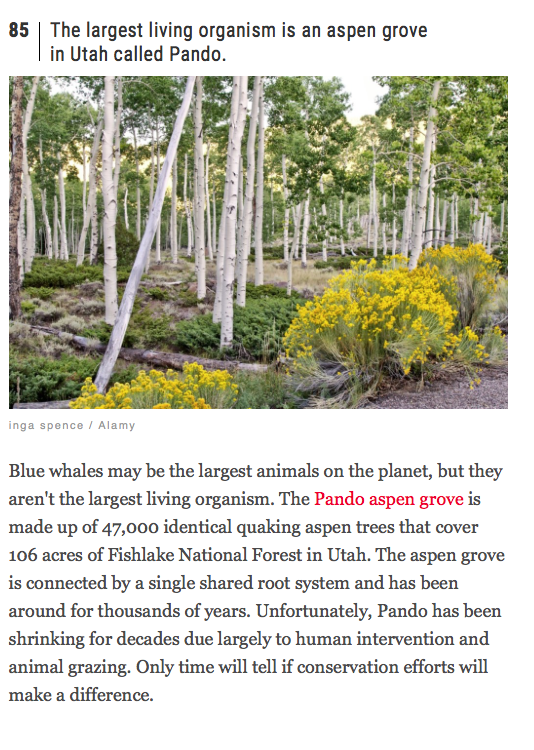 85
The largest living organism is an aspen grove
in Utah called Pando.
inga spence / Alamy
Blue whales may be the largest animals on the planet, but they
aren't the largest living organism. The Pando aspen grove is
made up of 47,000 identical quaking aspen trees that cover
106 acres of Fishlake National Forest in Utah. The aspen grove
is connected by a single shared root system and has been
around for thousands of years. Unfortunately, Pando has been
shrinking for decades due largely to human intervention and
animal grazing. Only time will tell if conservation efforts will
make a difference.